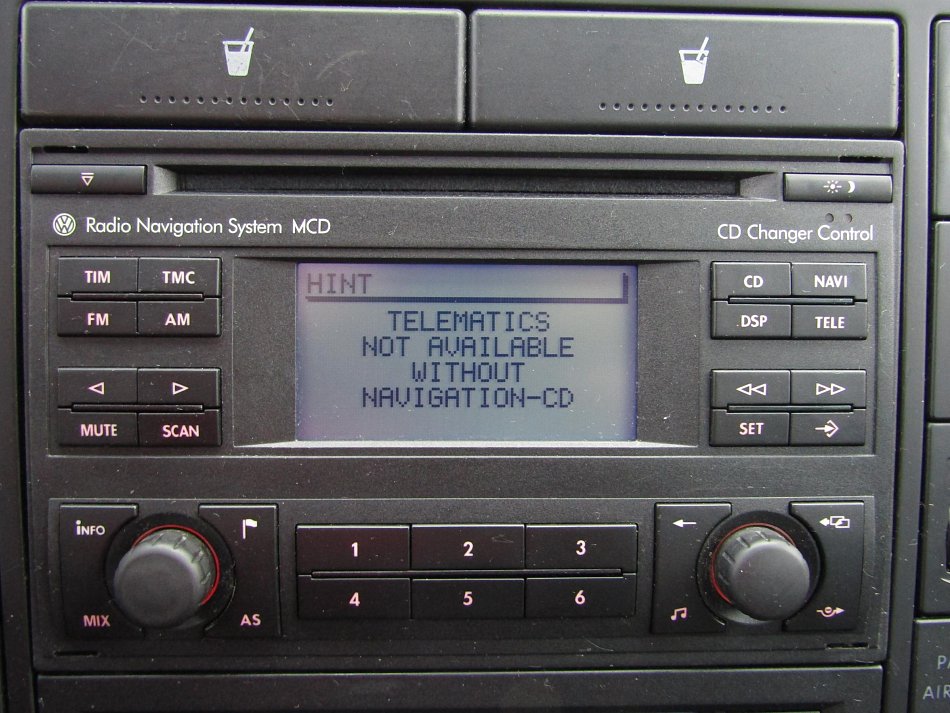 Radio Navigation System MCD
CD Changer Control
TIM TMC
FM AM
MUTE SCAN
HINT
TELEMATICS
NOT AVAILABLE
WITHOUT
NAVIGATION-CD
CD NAVI
DSP TELE
SET
iNFO
MIX
AS
1 2 3
4 5 6
AIR